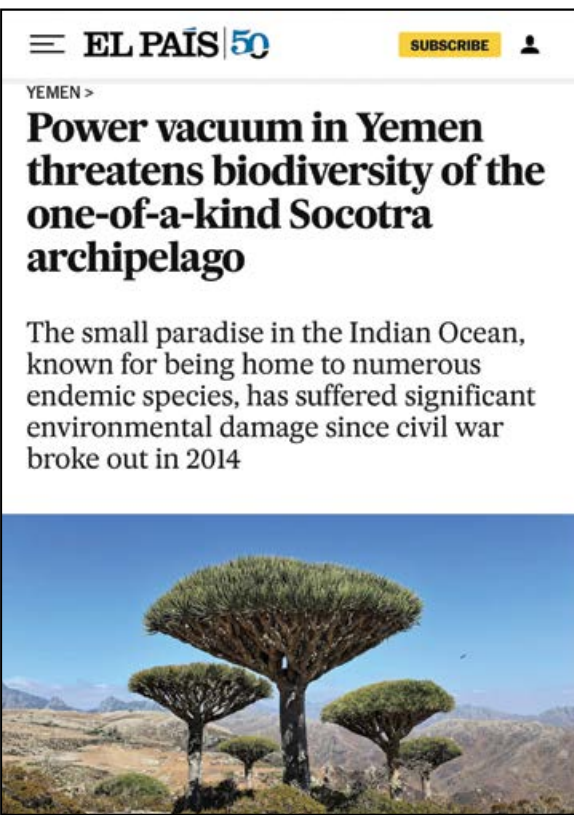 EL PAÍS 50
SUBSCRIBE
YEMEN >
Power vacuum in Yemen
threatens biodiversity of the
one-of-a-kind Socotra
archipelago
The small paradise in the Indian Ocean,
known for being home to numerous
endemic species, has suffered significant
environmental damage since civil war
broke out in 2014